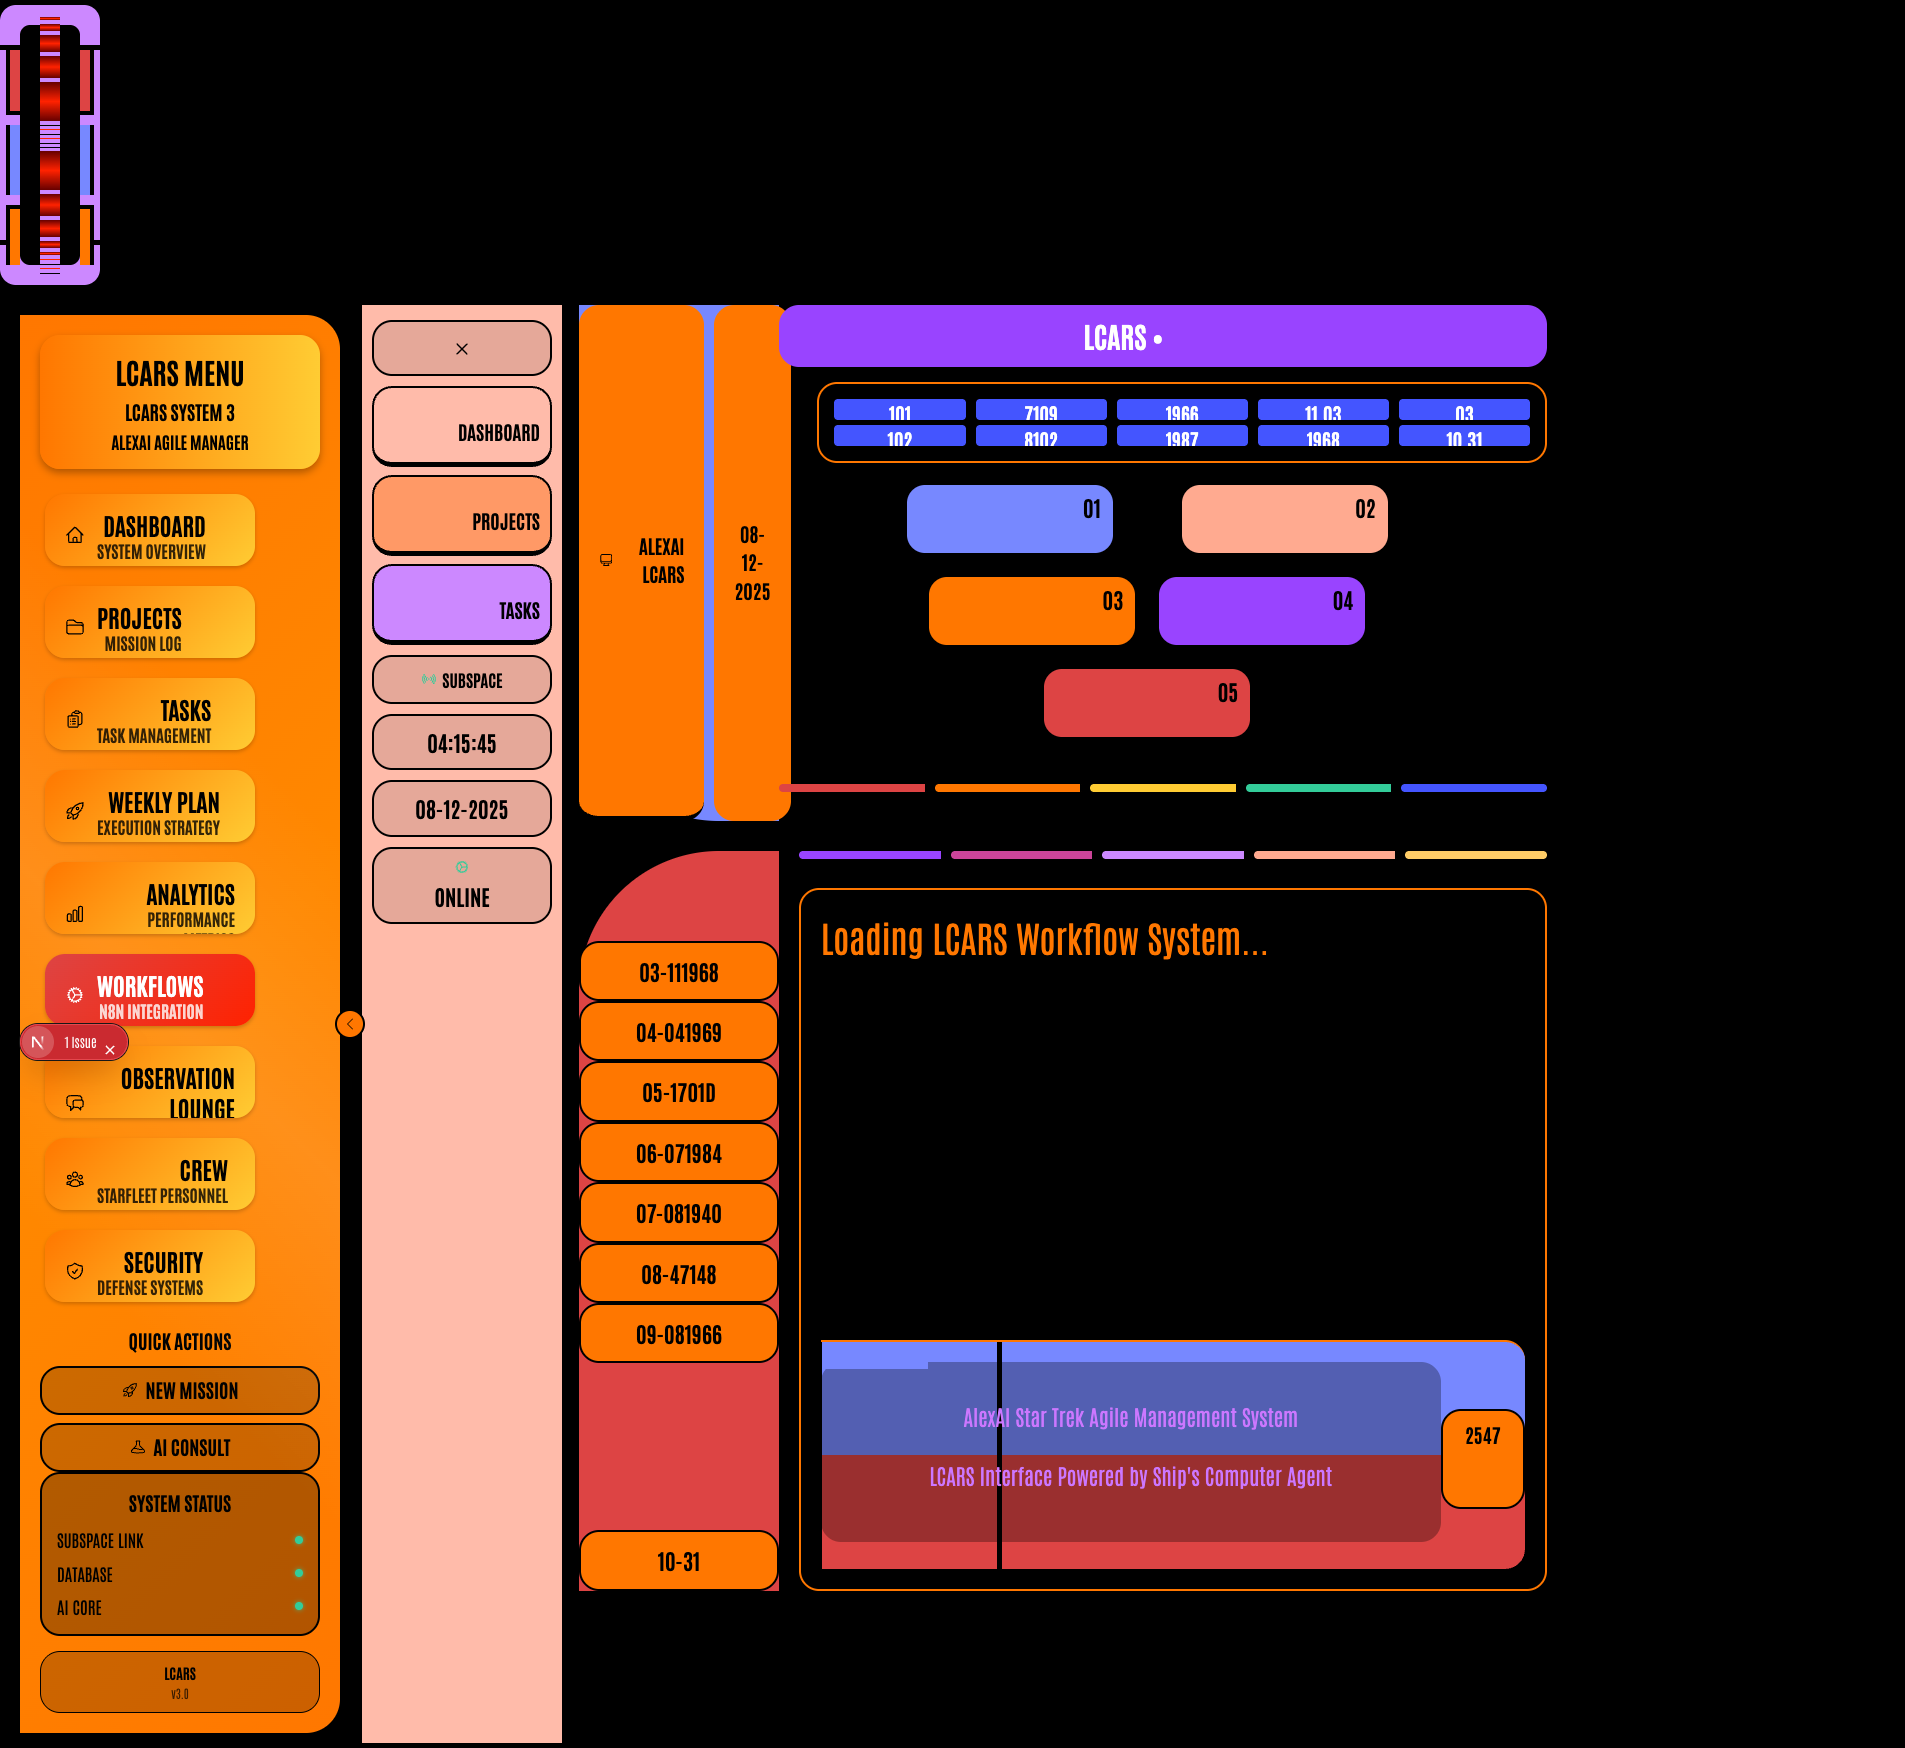 LCARS MENU
LCARS SYSTEM 3
ALEXAI AGILE MANAGER
DASHBOARD
SYSTEM OVERVIEW
PROJECTS
MISSION LOG
TASKS
TASK MANAGEMENT
WEEKLY PLAN
EXECUTION STRATEGY
ANALYTICS
PERFORMANCE
WORKFLOWS
N8N INTEGRATION
N
1 Issue
OBSERVATION
LOUNGE
CREW
STARFLEET PERSONNEL
SECURITY
DEFENSE SYSTEMS
QUICK ACTIONS
NEW MISSION
AI CONSULT
SYSTEM STATUS
SUBSPACE LINK
DATABASE
AI CORE
LCARS
v3.0
DASHBOARD
PROJECTS
TASKS
SUBSPACE
04:15:45
08-12-2025
ONLINE
ALEXAI
LCARS
08-
12-
2025
LCARS •
101 7109 1966 11 03 03
102 8102 1987 1968 10 31
01
02
03
04
05
03-111968
04-041969
05-1701D
06-071984
07-081940
08-47148
09-081966
10-31
Loading LCARS Workflow System...
AlexAI Star Trek Agile Management System
LCARS Interface Powered by Ship's Computer Agent
2547